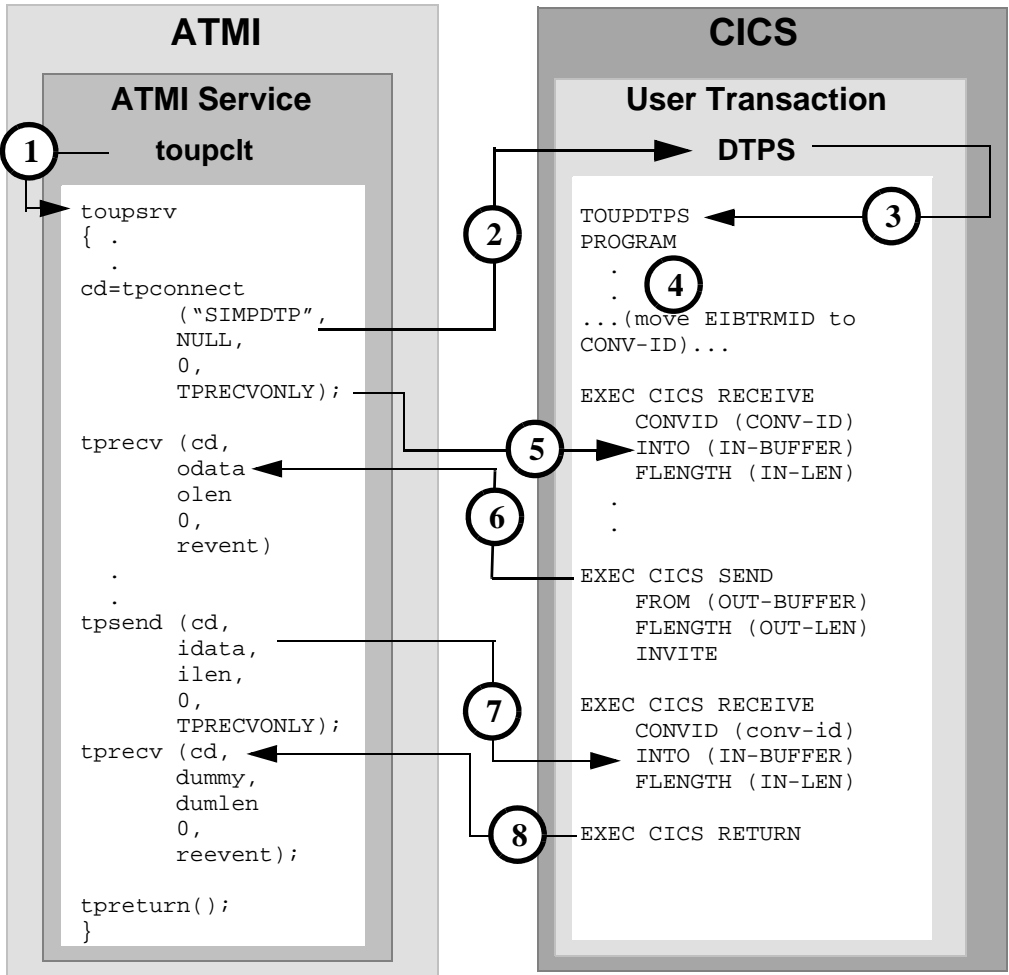 ATMI
ATMI Service
1
toupclt
toupsrv
{ .
.
cd=tpconnect
("SIMPDTP",
NULL,
0,
TPRECVONLY);
tprecv (cd,
odata
olen
0,
revent)
.
.
tpsend (cd,
idata,
ilen,
0,
TPRECVONLY);
tprecv (cd,
dummy,
dumlen
0,
reevent);
tpreturn();
}
2
5
6
7
8
CICS
User Transaction
DTPS
3
TOUPDTPS
PROGRAM
.
4
.
...(move EIBTRMID to
CONV-ID)...
EXEC CICS RECEIVE
CONVID (CONV-ID)
INTO (IN-BUFFER)
FLENGTH (IN-LEN)
.
.
EXEC CICS SEND
FROM (OUT-BUFFER)
FLENGTH (OUT-LEN)
INVITE
EXEC CICS RECEIVE
CONVID (conv-id)
INTO (IN-BUFFER)
FLENGTH (IN-LEN)
EXEC CICS RETURN